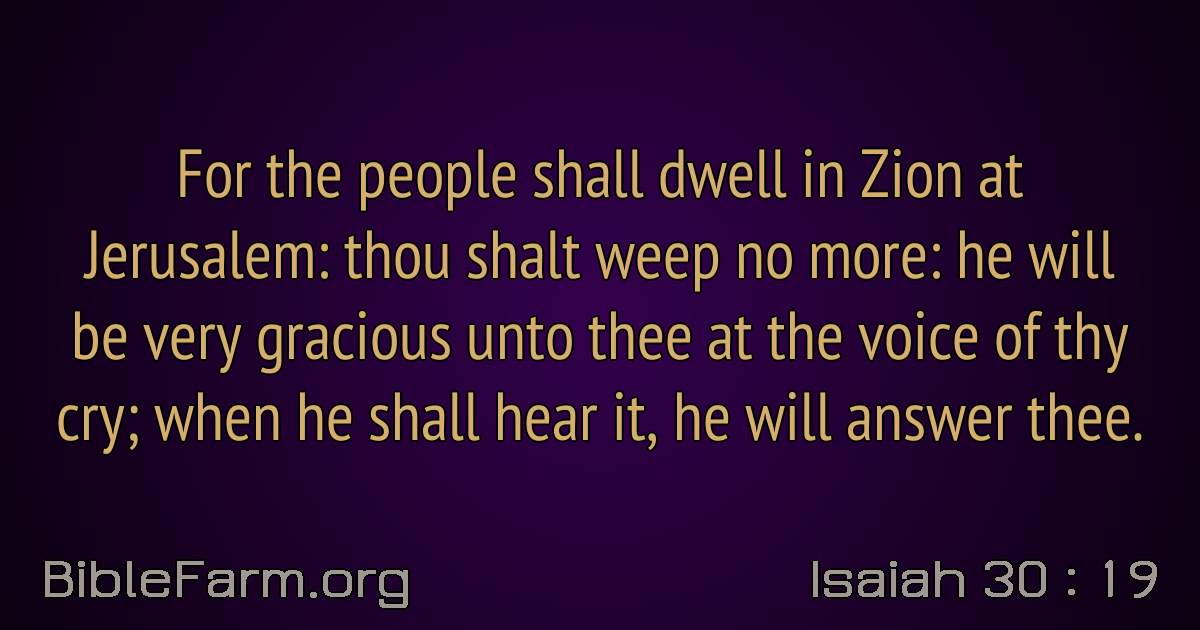 For the people shall dwell in Zion at
Jerusalem: thou shalt weep no more: he will
be very gracious unto thee at the voice of thy
cry; when he shall hear it, he will answer thee.
BibleFarm.org
Isaiah 30 : 19